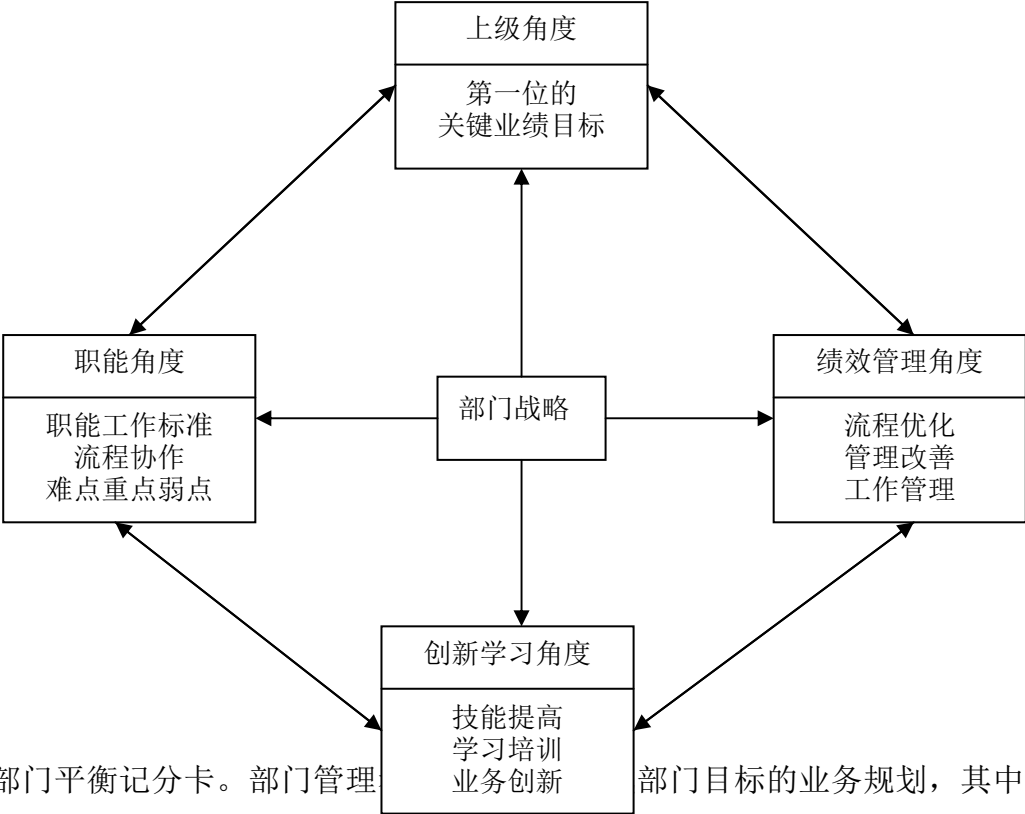 上级角度
第一位的
关键业绩目标
职能角度
职能工作标准
流程协作
难点重点弱点
部门战略
绩效管理角度
流程优化
管理改善
工作管理
创新学习角度
技能提高
学习培训
业务创新
部门平衡记分卡。部门管理 部门目标的业务规划，其中